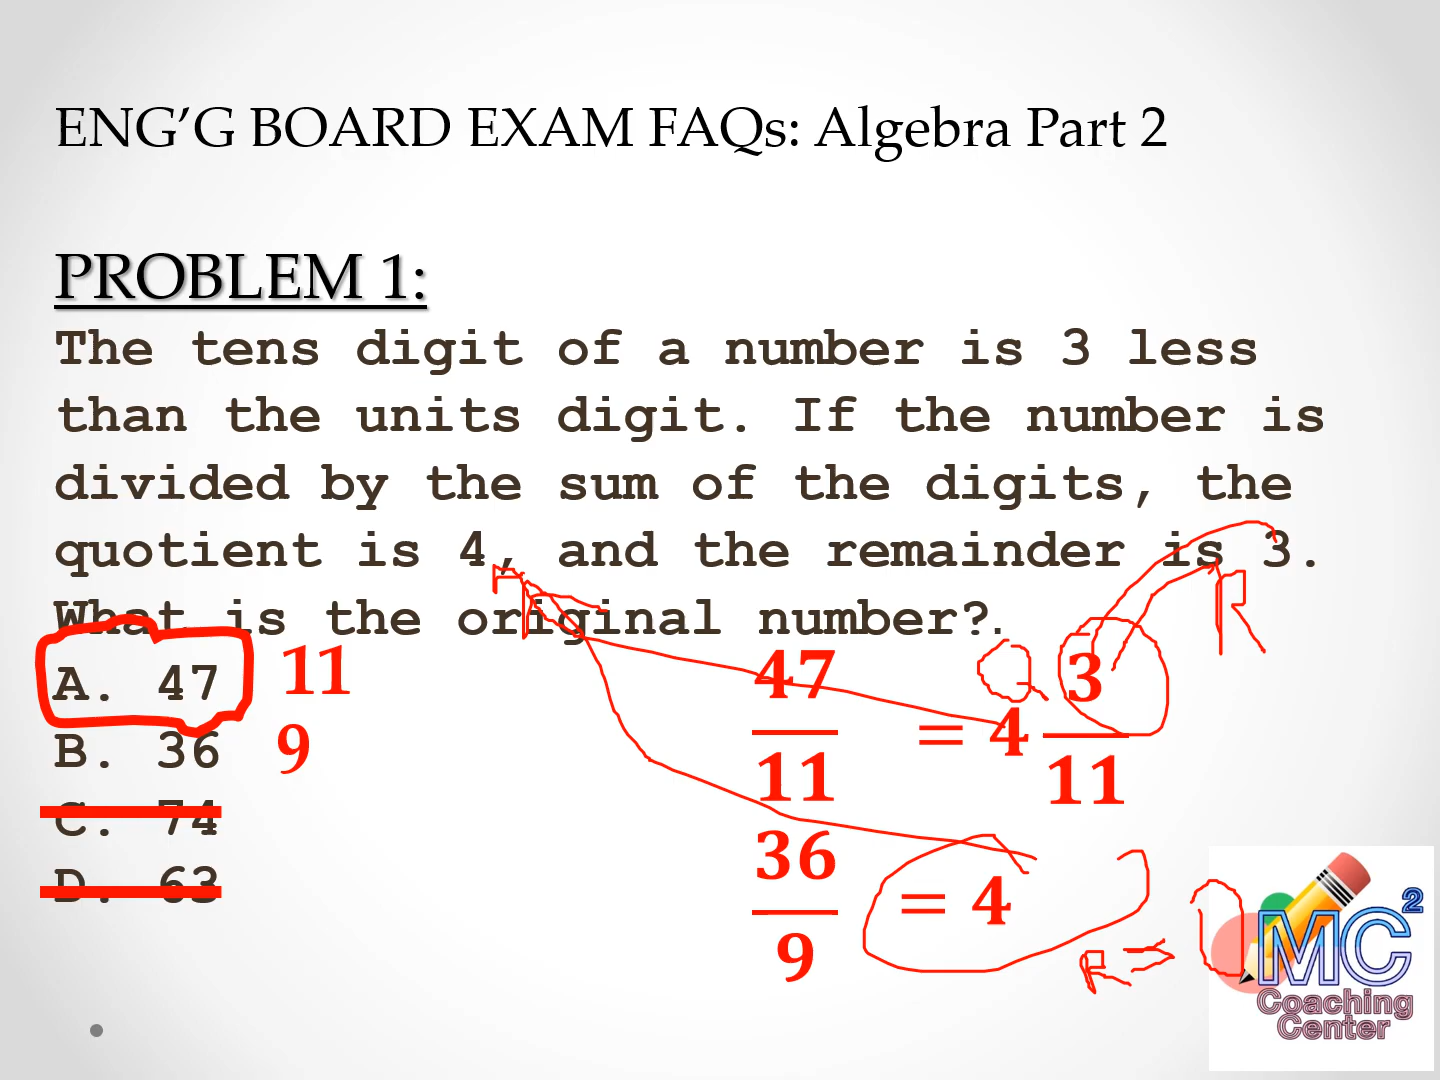 ENG’G BOARD EXAM FAQs: Algebra Part 2
PROBLEM 1:
The tens digit of a number is 3 less
than the units digit. If the number is
divided by the sum of the digits, the
quotient is 4, and the remainder is 3.
What is the original number?.
A. 47 11
B. 36 9
C. 74
D. 63
47
11
= 4
3
11
R
36
9
= 4
R =
MC2
Coaching
Center